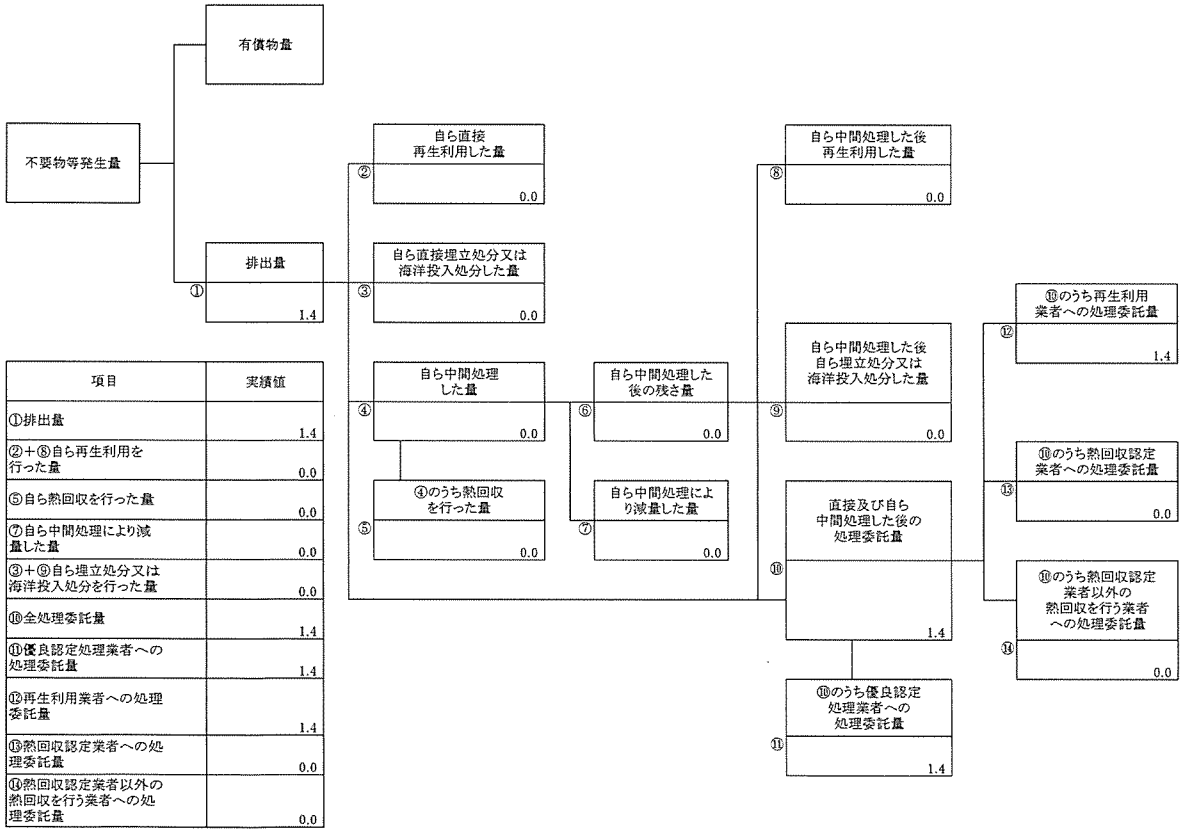 有償物量
不要物等発生量
排出量
①
1.4
自ら直接
再生利用した量
②
0.0
自ら直接埋立処分又は
海洋投入処分した量
③
0.0
自ら中間処理
した量
④
0.0
④のうち熱回収
を行った量
⑤
0.0
自ら中間処理した
後の残さ量
⑥
0.0
自ら中間処理によ
り減量した量
⑦
0.0
自ら中間処理した後
再生利用した量
⑧
0.0
自ら中間処理した後
自ら埋立処分又は
海洋投入処分した量
⑨
0.0
直接及び自ら
中間処理した後の
処理委託量
⑩
1.4
⑩のうち優良認定
処理業者への
処理委託量
⑪
1.4
⑩のうち再生利用
業者への処理委託量
⑫
1.4
⑩のうち熱回収認定
業者への処理委託量
⑬
0.0
⑩のうち熱回収認定
業者以外の
熱回収を行う業者
への処理委託量
⑭
0.0
項目 実績値
①排出量
1.4
②+⑧自ら再生利用を
行った量
0.0
⑤自ら熱回収を行った量
0.0
⑦自ら中間処理により減
量した量
0.0
③+⑨自ら埋立処分又は
海洋投入処分を行った量
0.0
⑩全処理委託量
1.4
⑪優良認定処理業者への
処理委託量
1.4
⑫再生利用業者への処理
委託量
1.4
⑬熱回収認定業者への処
理委託量
0.0
⑭熱回収認定業者以外の
熱回収を行う業者への処
理委託量
0.0